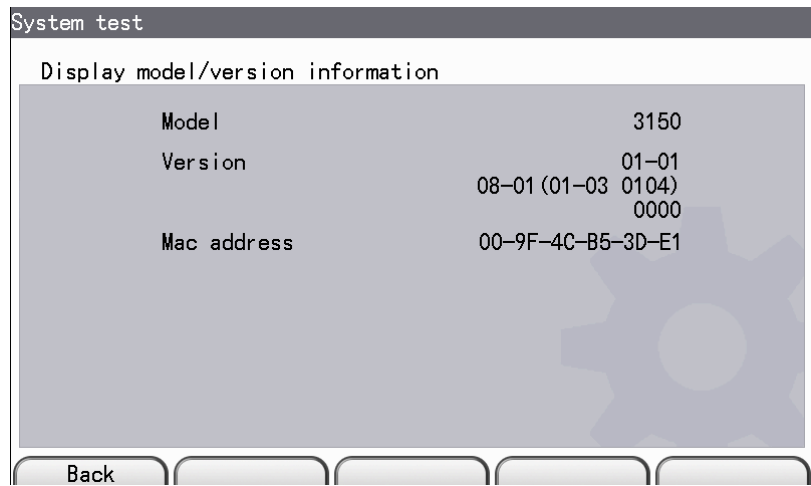 System test
Display model/version information
Model 3150
Version 01-01
08-01(01-03 0104)
0000
Mac address 00-9F-4C-B5-3D-E1
Back